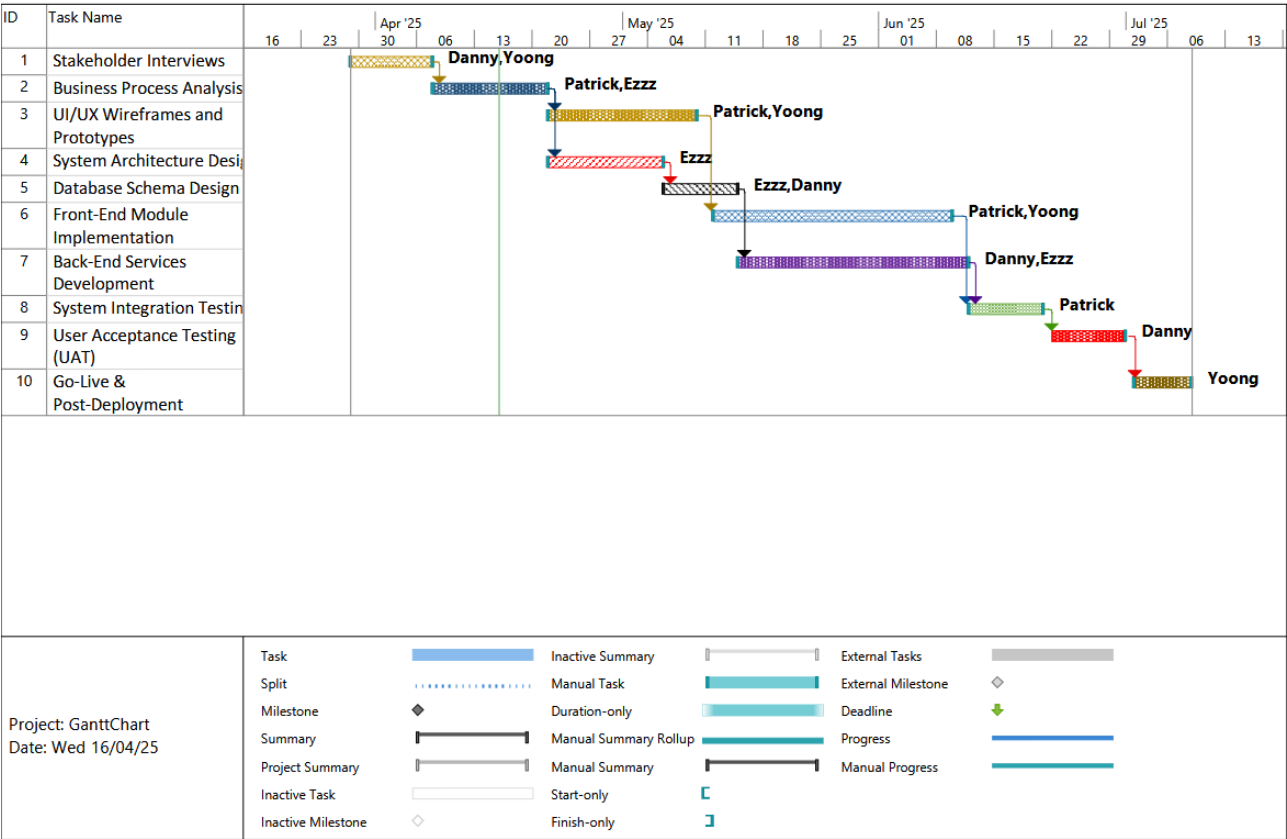 ID Task Name
Apr '25 May '25 Jun '25 Jul '25
16 23 30 06 13 20 27 04 11 18 25 01 08 15 22 29 06 13
1 Stakeholder Interviews Danny,Yoong
2 Business Process Analysis Patrick,Ezzz
3 UI/UX Wireframes and
Prototypes Patrick,Yoong
4 System Architecture Desig Ezzz
5 Database Schema Design Ezzz,Danny
6 Front-End Module
Implementation Patrick,Yoong
7 Back-End Services
Development Danny,Ezzz
8 System Integration Testin Patrick
9 User Acceptance Testing
(UAT) Danny
10 Go-Live &
Post-Deployment Yoong
Project: GanttChart
Date: Wed 16/04/25
Task Inactive Summary External Tasks
Split Manual Task External Milestone
Milestone Duration-only Deadline
Summary Manual Summary Rollup Progress
Project Summary Manual Summary Manual Progress
Inactive Task Start-only
Inactive Milestone Finish-only